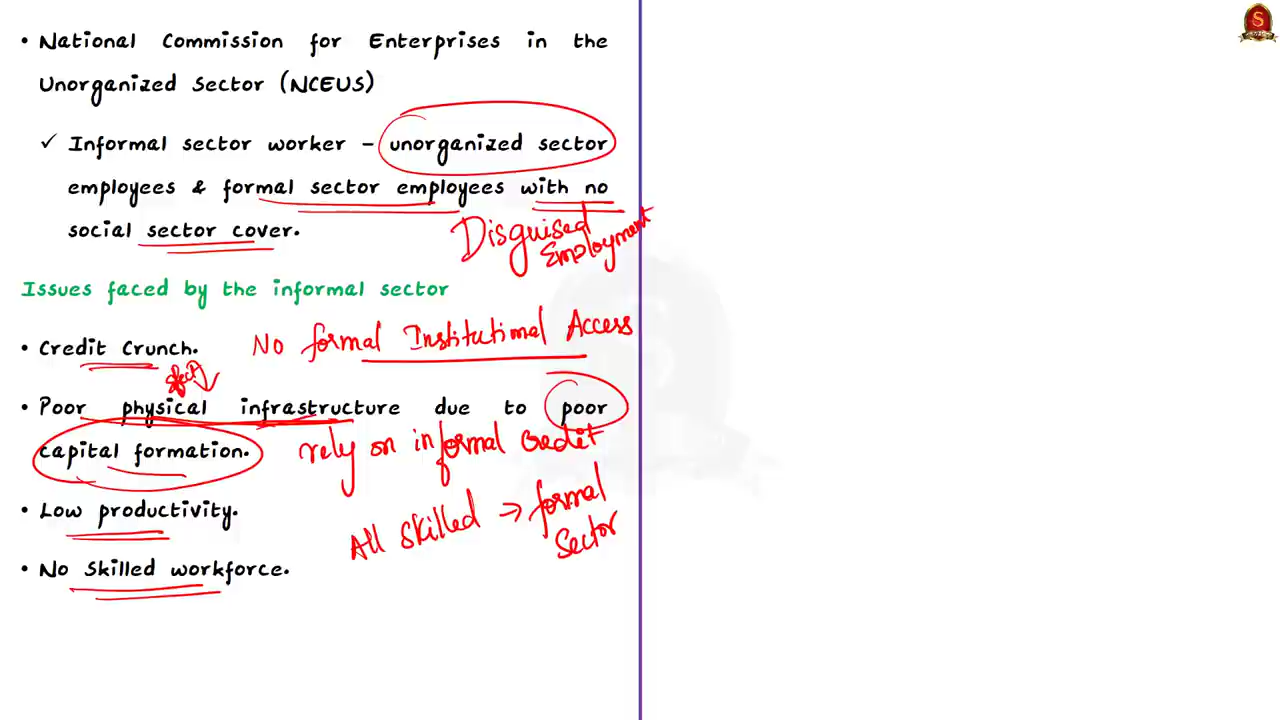 • National Commission for Enterprises in the
Unorganized Sector (NCEUS)
✓ Informal sector worker - unorganized sector
employees & formal sector employees with no
social sector cover.
Disguised
Employment
Issues faced by the informal sector
• Credit Crunch.
No formal Institutional Access
• Poor physical infrastructure due to poor
capital formation.
rely on informal credit
• Low productivity.
All skilled → formal
Sector
• No skilled workforce.